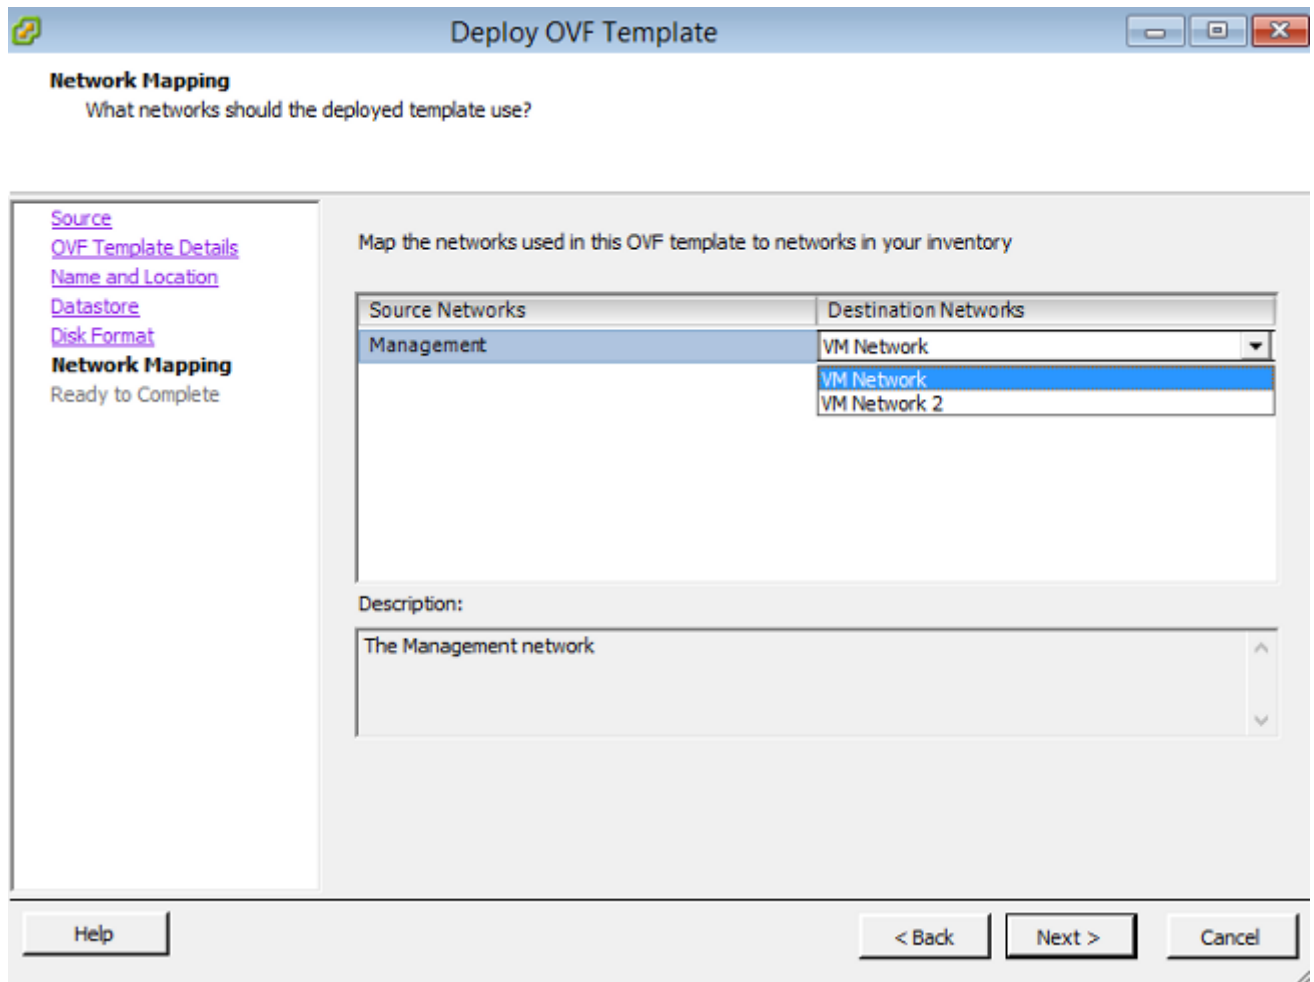 Deploy OVF Template
Network Mapping
What networks should the deployed template use?
Source
OVF Template Details
Name and Location
Datastore
Disk Format
Network Mapping
Ready to Complete
Map the networks used in this OVF template to networks in your inventory
Source Networks Destination Networks
Management VM Network
VM Network
VM Network 2
Description:
The Management network
Help < Back Next > Cancel